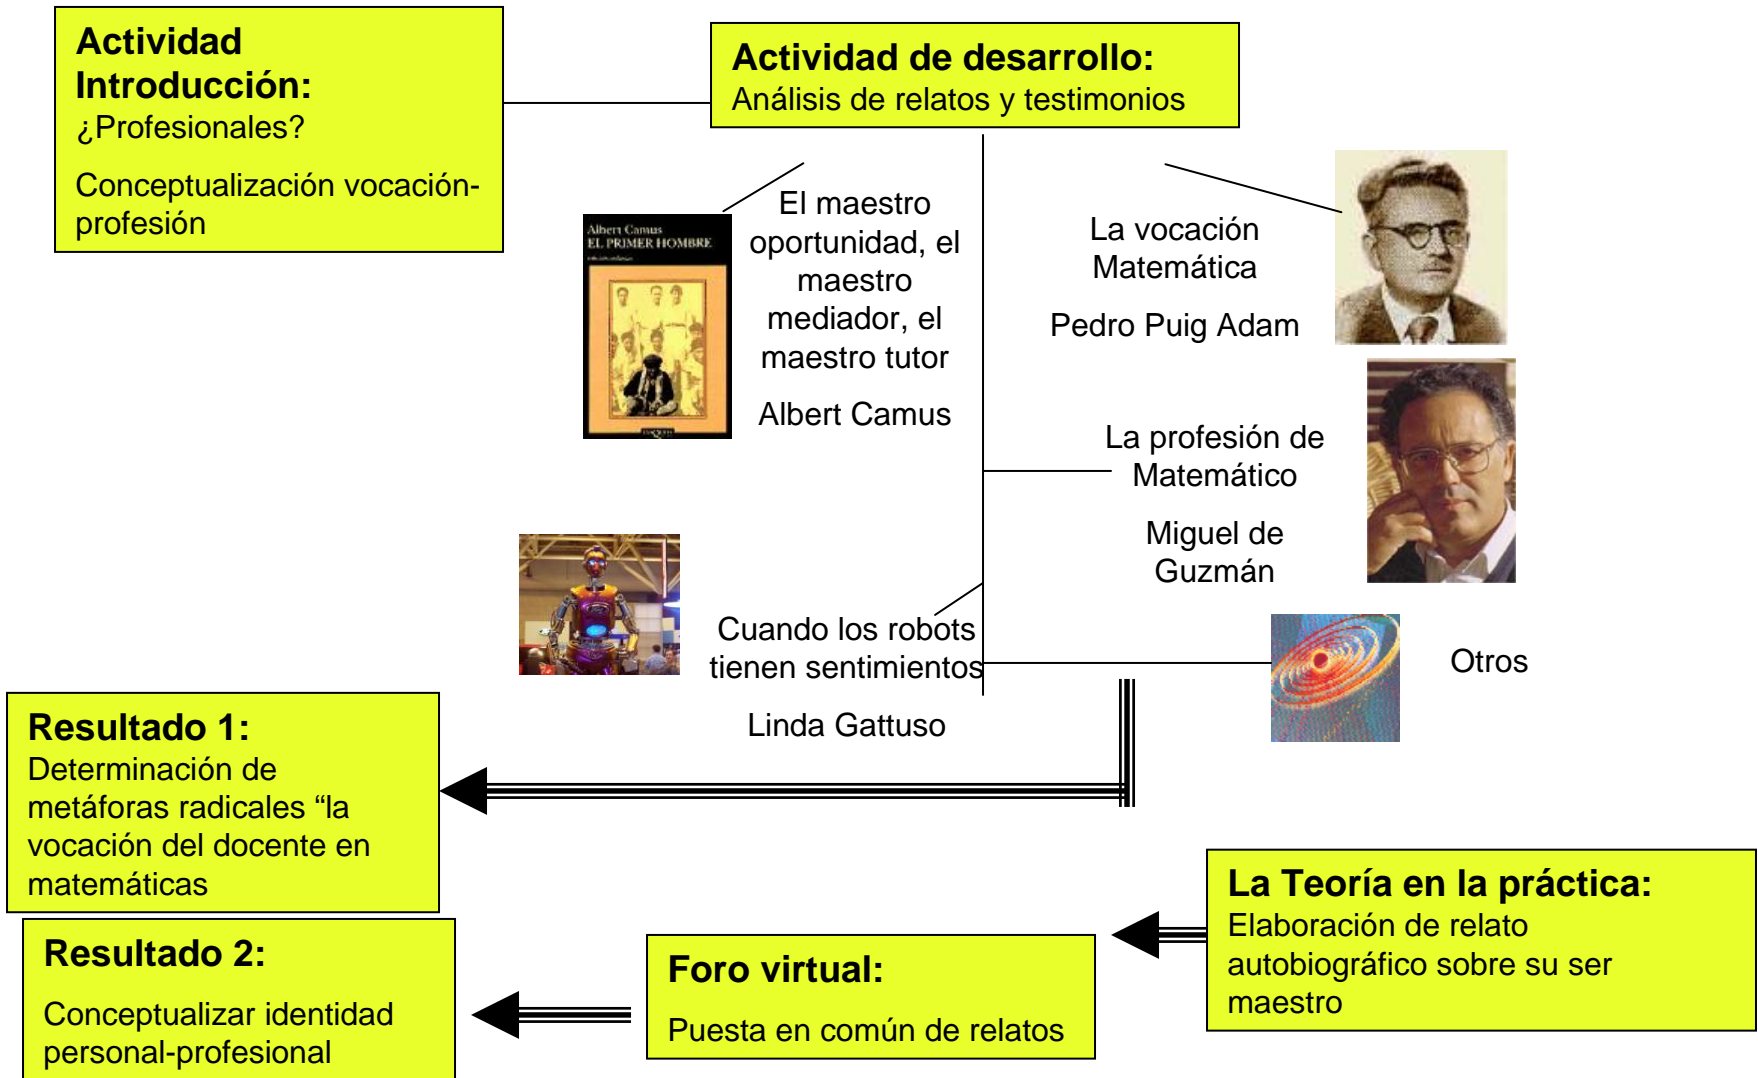 Actividad
Introducción:
¿Profesionales?
Conceptualización vocación-
profesión
Actividad de desarrollo:
Análisis de relatos y testimonios
Albert Camus
EL PRIMER HOMBRE
El maestro
oportunidad, el
maestro
mediador, el
maestro tutor
Albert Camus
La vocación
Matemática
Pedro Puig Adam
La profesión de
Matemático
Miguel de
Guzmán
Cuando los robots
tienen sentimientos
Linda Gattuso
Otros
Resultado 1:
Determinación de
metáforas radicales “la
vocación del docente en
matemáticas
La Teoría en la práctica:
Elaboración de relato
autobiográfico sobre su ser
maestro
Foro virtual:
Puesta en común de relatos
Resultado 2:
Conceptualizar identidad
personal-profesional